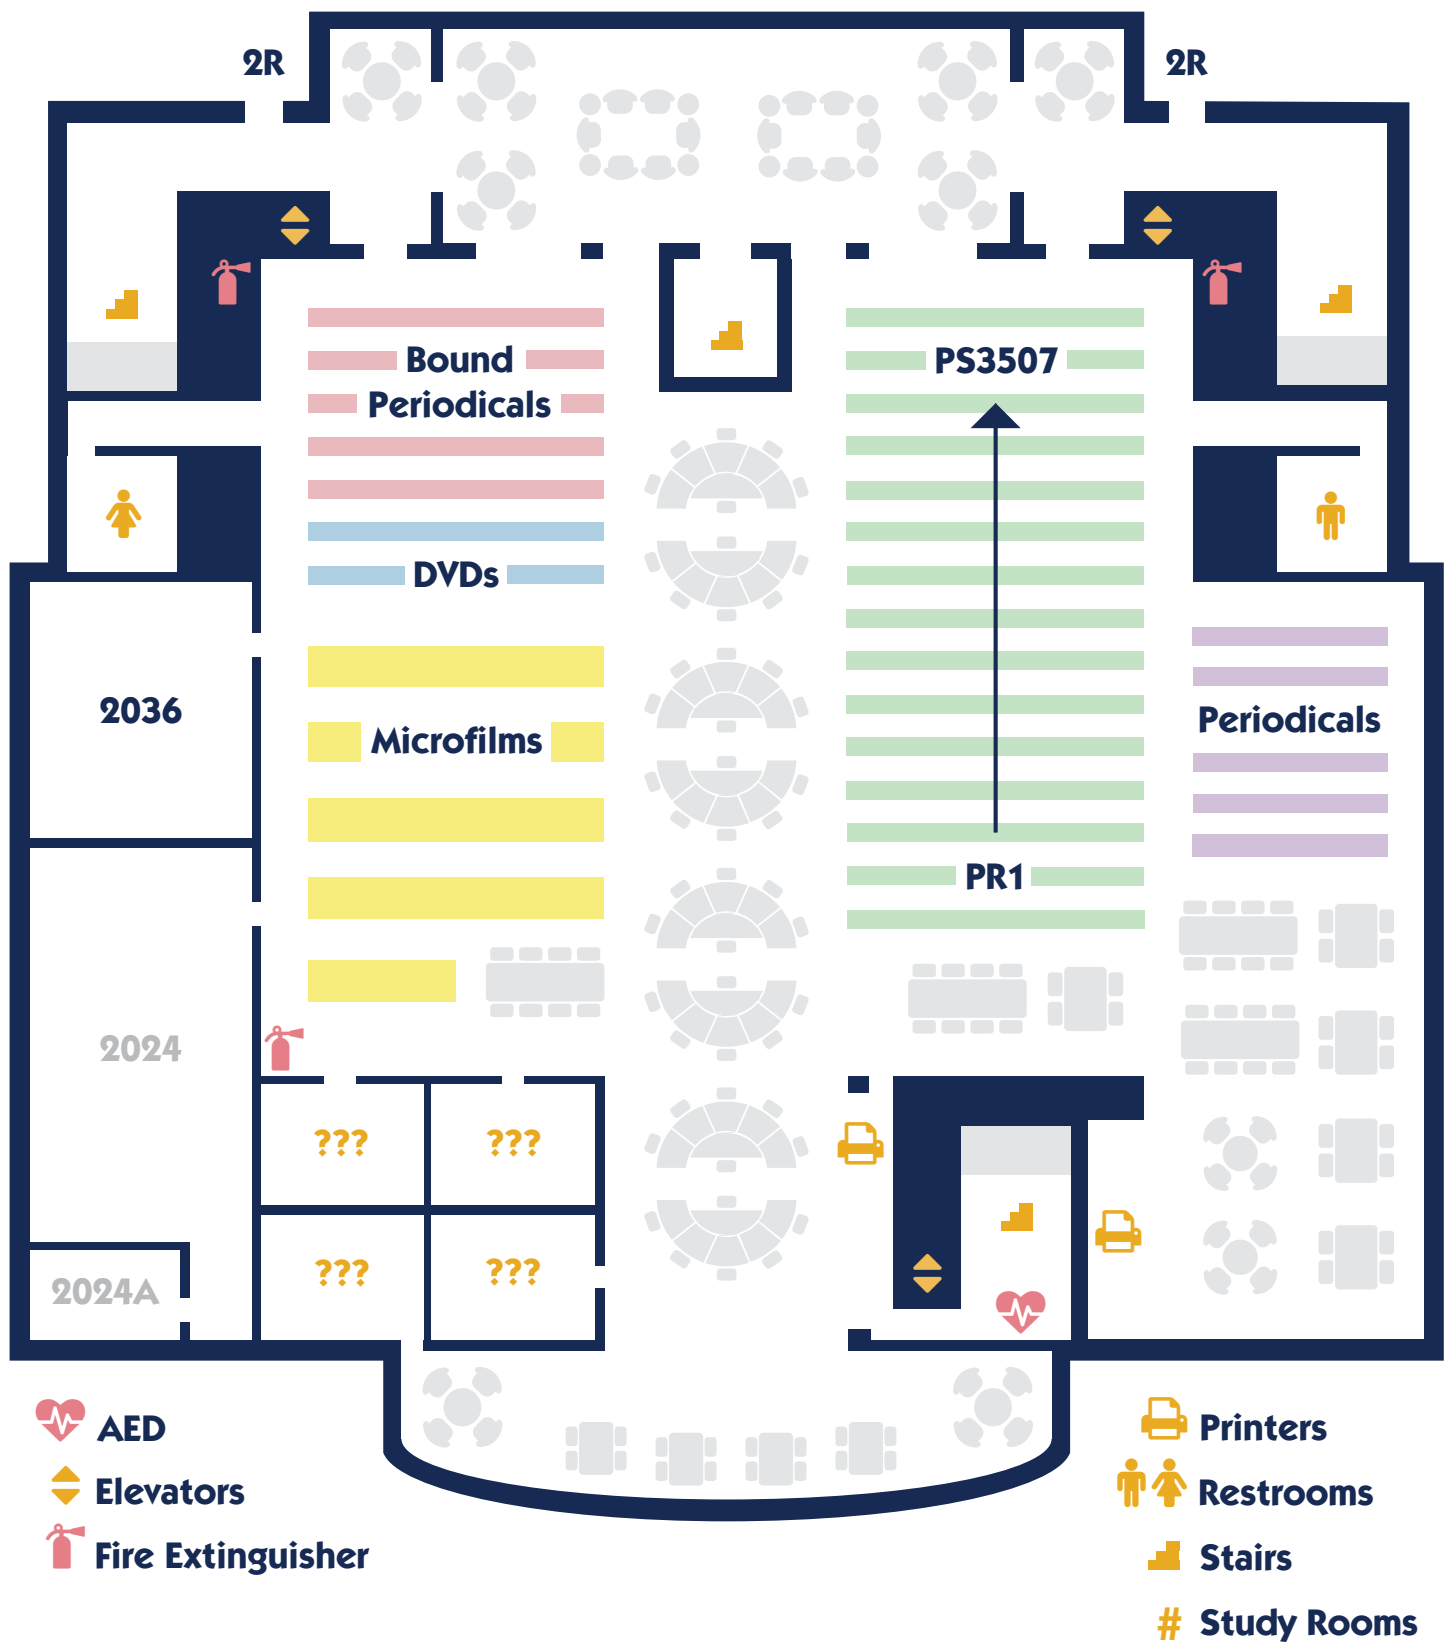 2R
2R
Bound
Periodicals
PS3507
DVDs
2036
Microfilms
Periodicals
PR1
2024
???
???
2024A
???
???
AED
Elevators
Fire Extinguisher
Printers
Restrooms
Stairs
# Study Rooms